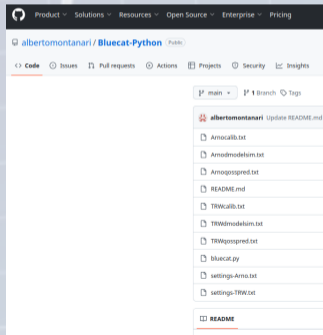 Product Solutions Resources Open Source Enterprise Pricing
albertomontanari / Bluecat-Python Public
Code Issues Pull requests Actions Projects Security Insights
main 1 Branch Tags
albertomontanari Update README.md
Arnocalib.txt
Arnodmodelsim.txt
Arnoqosspred.txt
README.md
TRWcalib.txt
TRWdmodelsim.txt
TRWqosspred.txt
bluecat.py
settings-Arno.txt
settings-TRW.txt
README